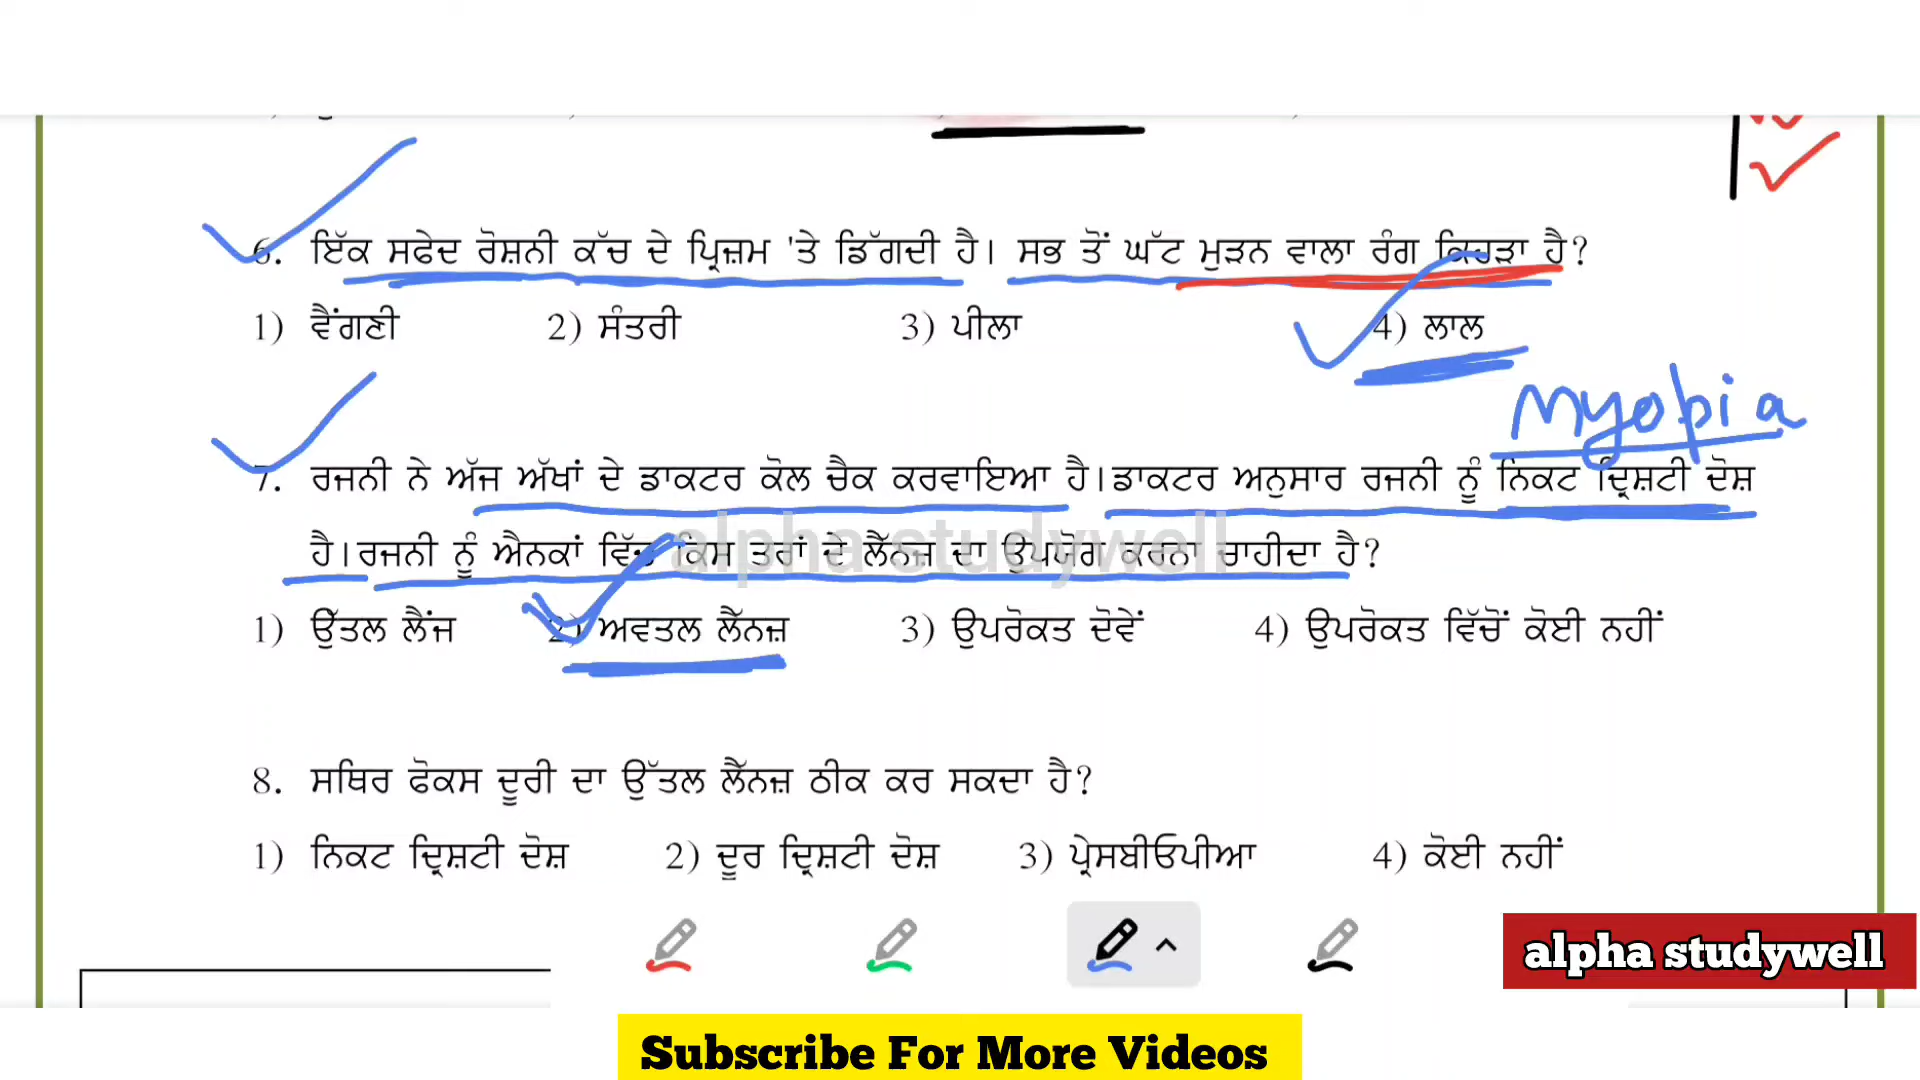 6. ਇੱਕ ਸਫੇਦ ਰੋਸ਼ਨੀ ਕੱਚ ਦੇ ਪ੍ਰਿਜ਼ਮ 'ਤੇ ਡਿੱਗਦੀ ਹੈ। ਸਭ ਤੋਂ ਘੱਟ ਮੁੜਨ ਵਾਲਾ ਰੰਗ ਕਿਹੜਾ ਹੈ?
1) ਵੈਂਗਣੀ 2) ਸੰਤਰੀ 3) ਪੀਲਾ 4) ਲਾਲ
Myopia
7. ਰਜਨੀ ਨੇ ਅੱਜ ਅੱਖਾਂ ਦੇ ਡਾਕਟਰ ਕੋਲ ਚੈਕ ਕਰਵਾਇਆ ਹੈ। ਡਾਕਟਰ ਅਨੁਸਾਰ ਰਜਨੀ ਨੂੰ ਨਿਕਟ ਦ੍ਰਿਸ਼ਟੀ ਦੋਸ਼
ਹੈ। ਰਜਨੀ ਨੂੰ ਐਨਕਾਂ ਵਿੱਚ ਕਿਸ ਤਰਾਂ ਦੇ ਲੈੱਨਜ਼ ਦਾ ਉਪਯੋਗ ਕਰਨਾ ਚਾਹੀਦਾ ਹੈ?
alpha studywell
1) ਉੱਤਲ ਲੈਂਜ 2) ਅਵਤਲ ਲੈੱਨਜ਼ 3) ਉਪਰੋਕਤ ਦੋਵੇਂ 4) ਉਪਰੋਕਤ ਵਿੱਚੋਂ ਕੋਈ ਨਹੀਂ
8. ਸਥਿਰ ਫੋਕਸ ਦੂਰੀ ਦਾ ਉੱਤਲ ਲੈੱਨਜ਼ ਠੀਕ ਕਰ ਸਕਦਾ ਹੈ?
1) ਨਿਕਟ ਦ੍ਰਿਸ਼ਟੀ ਦੋਸ਼ 2) ਦੂਰ ਦ੍ਰਿਸ਼ਟੀ ਦੋਸ਼ 3) ਪ੍ਰੇਸਬੀਓਪੀਆ 4) ਕੋਈ ਨਹੀਂ
alpha studywell
Subscribe For More Videos